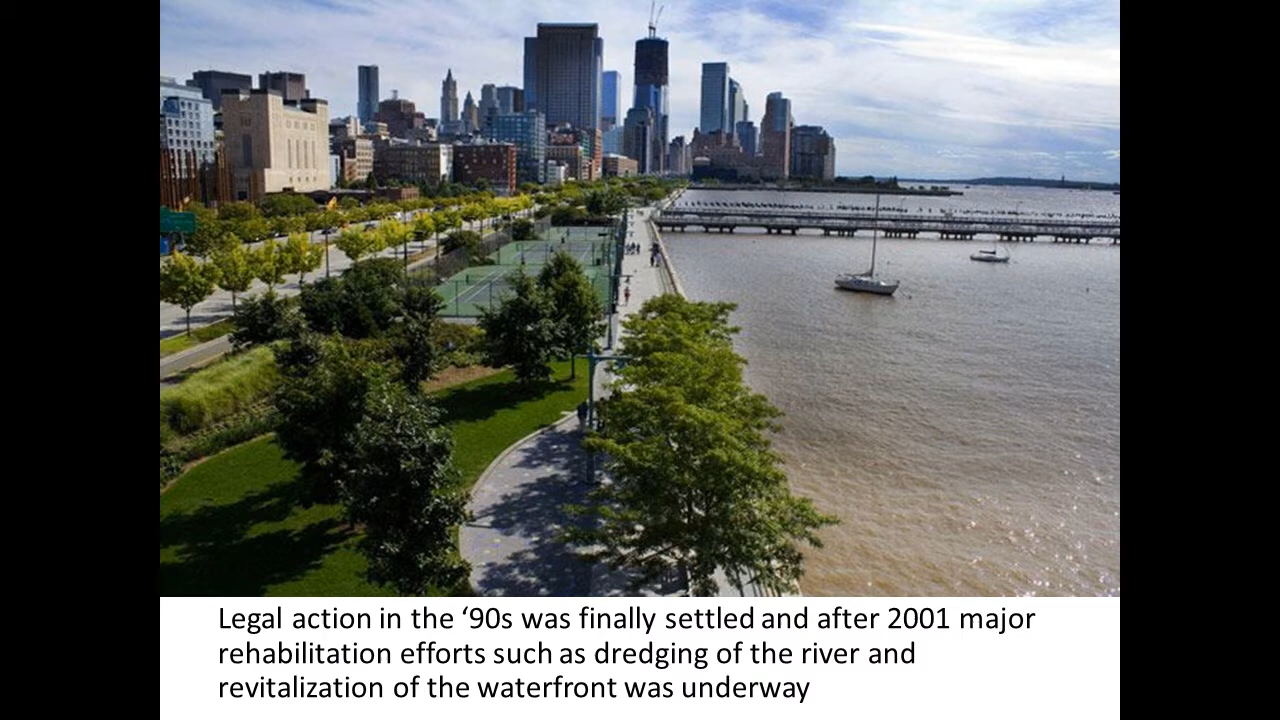 Legal action in the ‘90s was finally settled and after 2001 major
rehabilitation efforts such as dredging of the river and
revitalization of the waterfront was underway